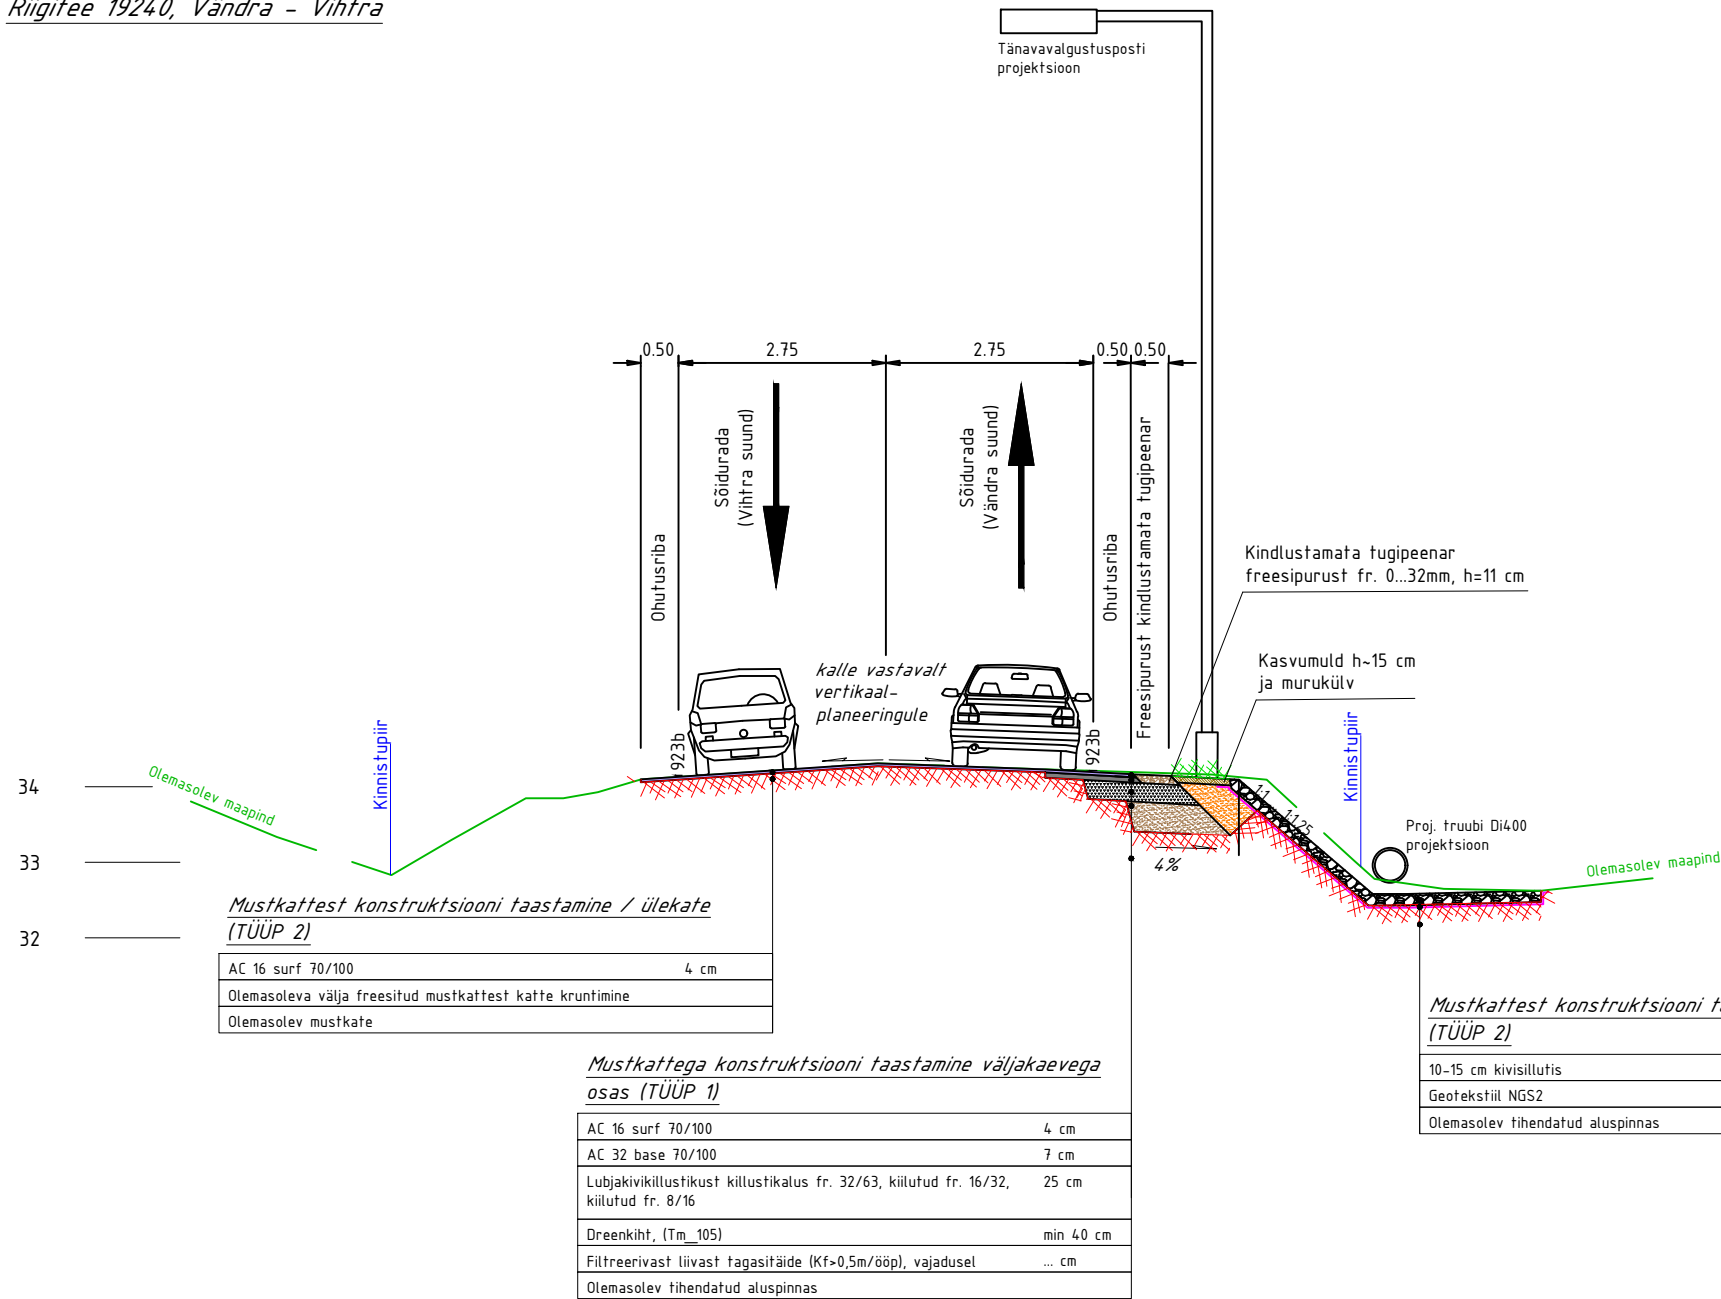 Riigitee 19240, Vändra - Vihtra
Tänavavalgustusposti
projektsioon
0.50
2.75
2.75
0.50
0.50
Ohutusriba
Sõidurada
(Vihtra suund)
Sõidurada
(Vändra suund)
Ohutusriba
Freesipurust kindlustamata tugipeenar
Kindlustamata tugipeenar
freesipurust fr. 0...32mm, h=11 cm
Kasvumuld h~15 cm
ja murukülv
kalle vastavalt
vertikaal-
planeeringule
923b
923b
Kinnistupiir
Kinnistupiir
Olemasolev maapind
34
33
32
1:1
1:1.25
4%
Proj. truubi Di400
projektsioon
Olemasolev maapind
Mustkattest konstruktsiooni taastamine / ülekate
(TÜÜP 2)
AC 16 surf 70/100 4 cm
Olemasoleva välja freesitud mustkattest katte kruntimine
Olemasolev mustkate
Mustkattega konstruktsiooni taastamine väljakaevega
osas (TÜÜP 1)
AC 16 surf 70/100 4 cm
AC 32 base 70/100 7 cm
Lubjakivikillustikust killustikalus fr. 32/63, kiilutud fr. 16/32, 25 cm
kiilutud fr. 8/16
Dreenkiht, (Tm_105) min 40 cm
Filtreerivast liivast tagasitäide (Kf>0,5m/ööp), vajadusel ... cm
Olemasolev tihendatud aluspinnas
Mustkattest konstruktsiooni
(TÜÜP 2)
10-15 cm kivisillutis
Geotekstiil NGS2
Olemasolev tihendatud aluspinnas